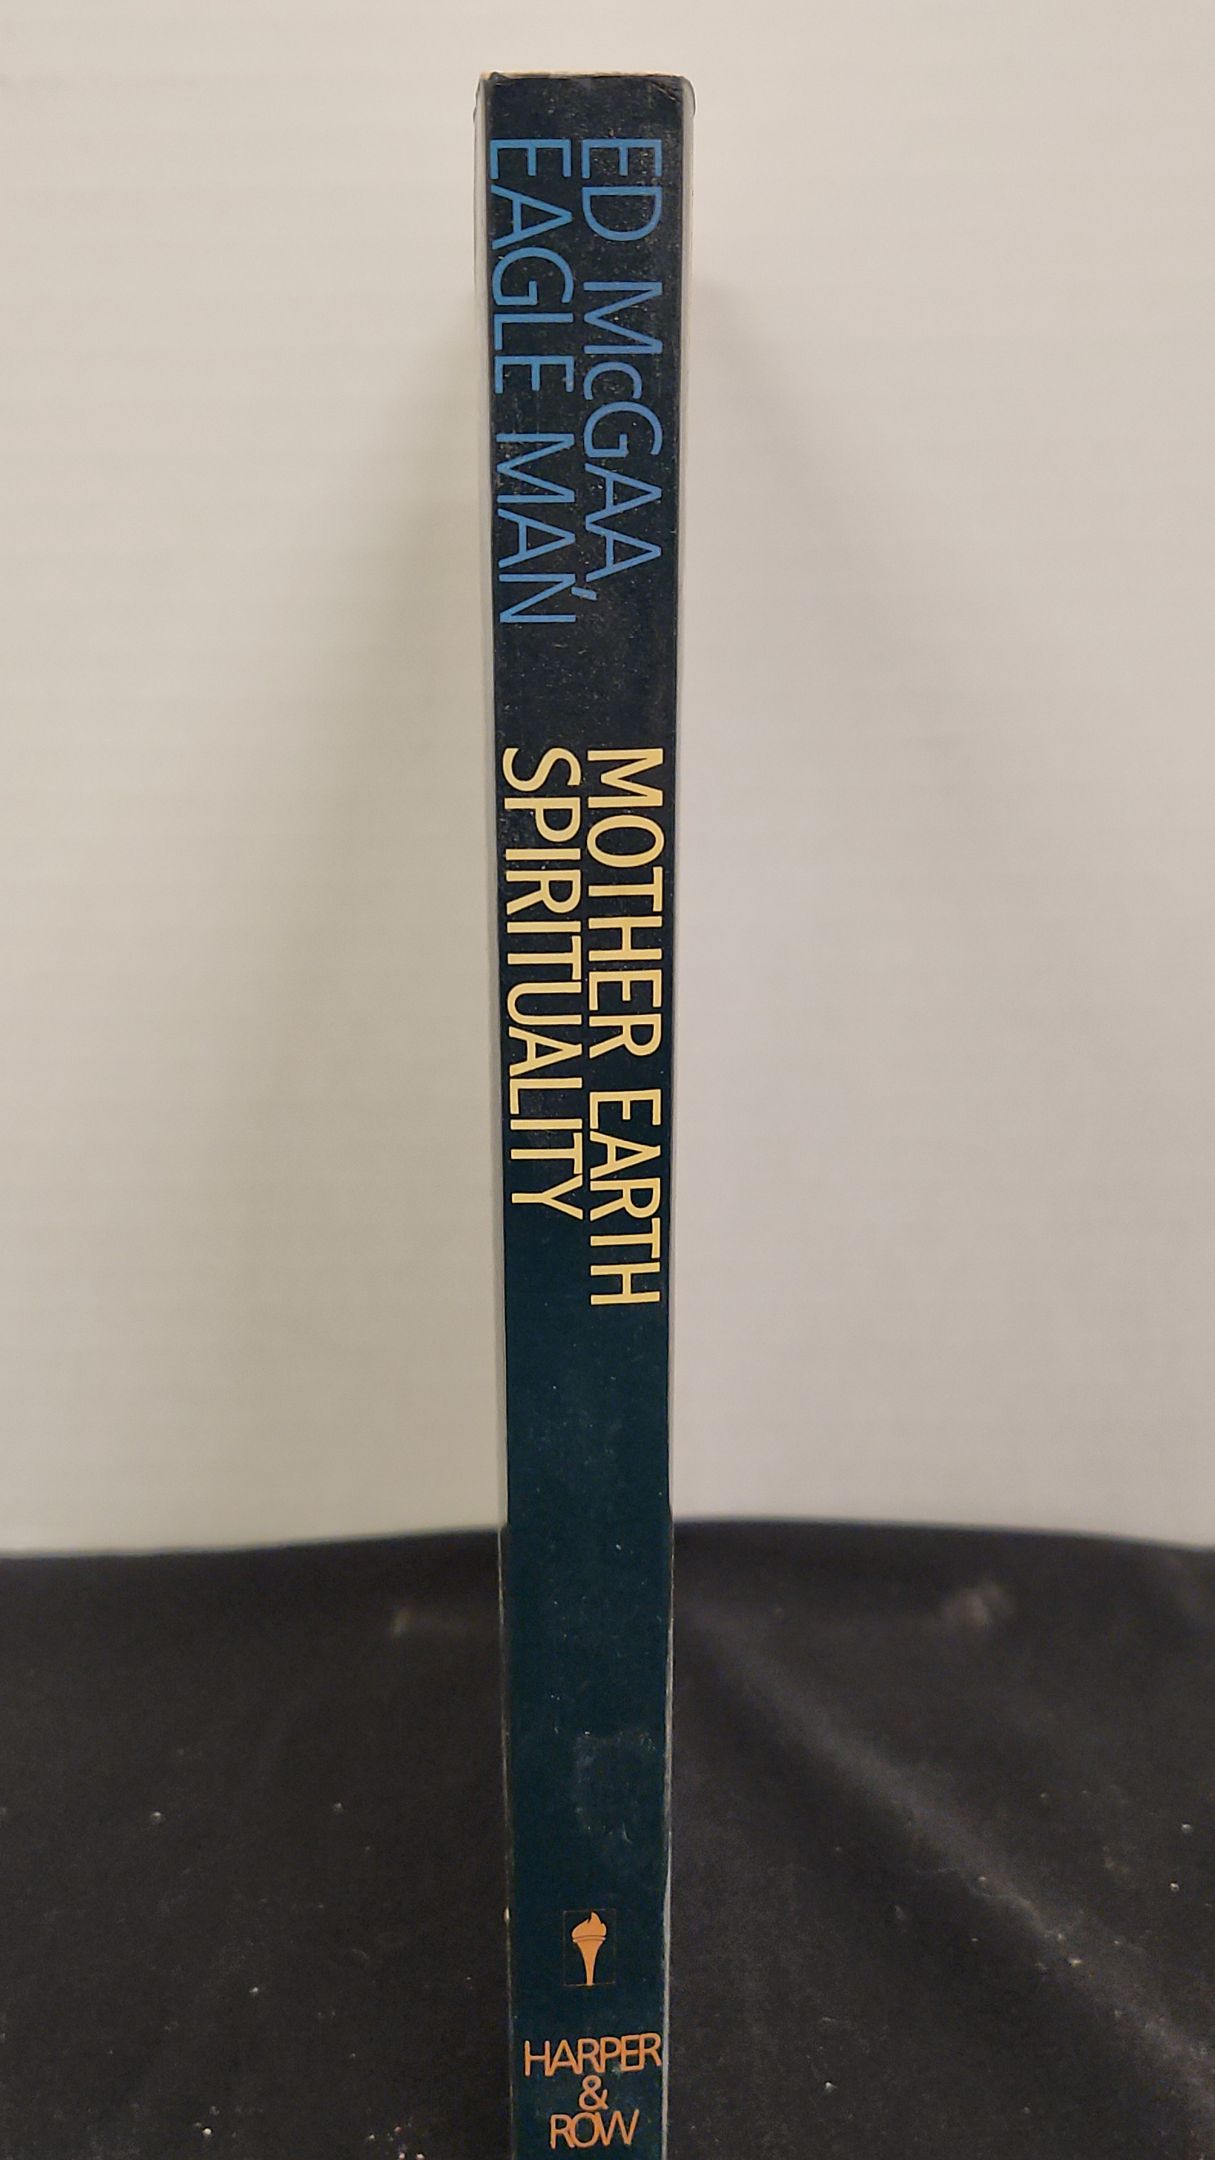 ED McGAA,
EAGLE MAN
MOTHER EARTH
SPIRITUALITY
HARPER
&
ROW